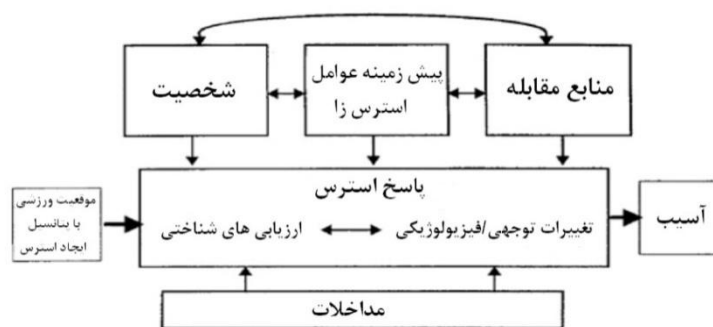 شخصیت
پیش زمینه عوامل
استرس زا
منابع مقابله
پاسخ استرس
موقعیت ورزشی
با پتانسیل
ایجاد استرس
ارزیابی های شناختی
تغییرات توجهی/فیزیولوژیکی
آسیب
مداخلات